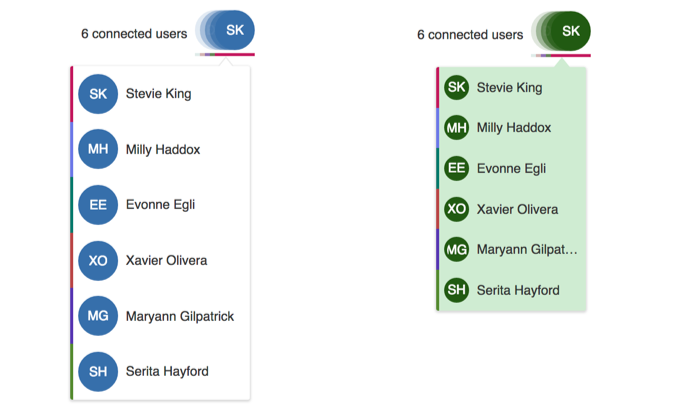 6 connected users SK
SK Stevie King
MH Milly Haddox
EE Evonne Egli
XO Xavier Olivera
MG Maryann Gilpatrick
SH Serita Hayford
6 connected users SK
SK Stevie King
MH Milly Haddox
EE Evonne Egli
XO Xavier Olivera
MG Maryann Gilpat...
SH Serita Hayford